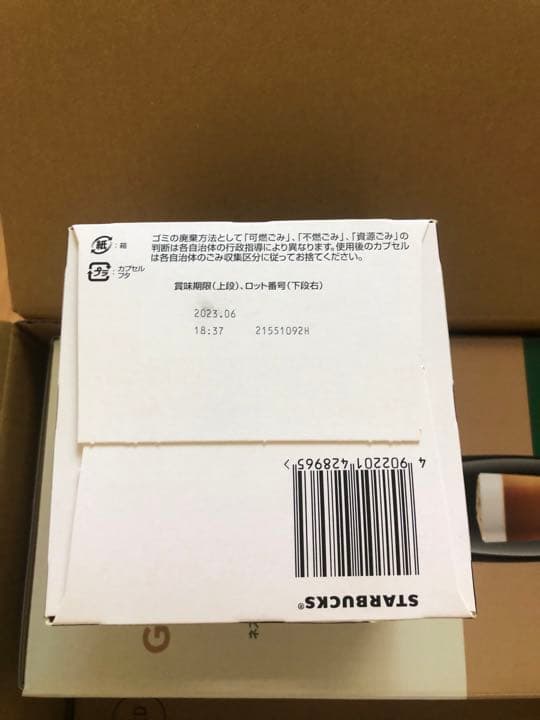 紙 : 箱
プラ : カプセル
フタ
ゴミの廃棄方法として「可燃ごみ」、「不燃ごみ」、「資源ごみ」の
判断は各自治体の行政指導により異なります。使用後のカプセル
は各自治体のごみ収集区分に従ってお捨てください。
賞味期限(上段)、ロット番号(下段右)
2023.06
18:37 21551092H
4 902201 428965 >
STARBUCKS®
G
ネス
D